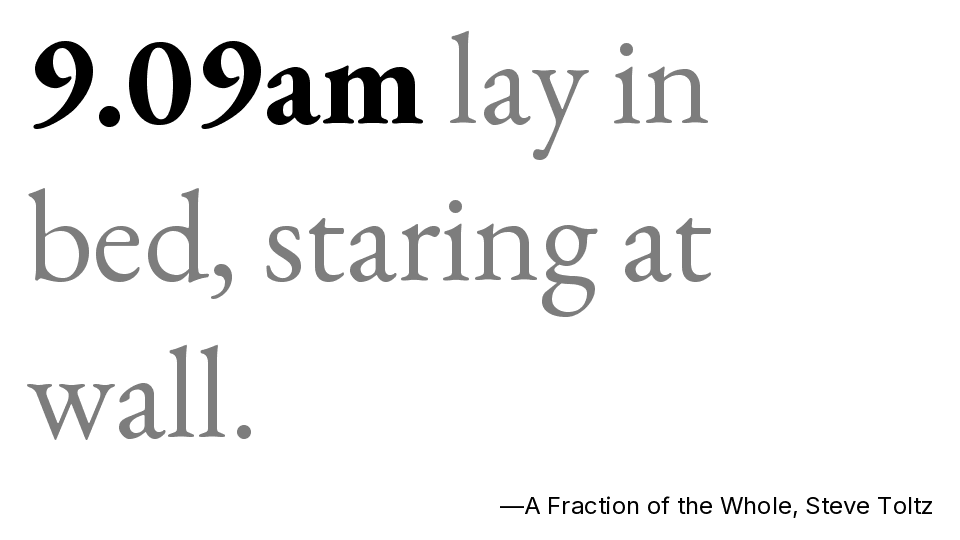 9.09am lay in
bed, staring at
wall.
—A Fraction of the Whole, Steve Toltz